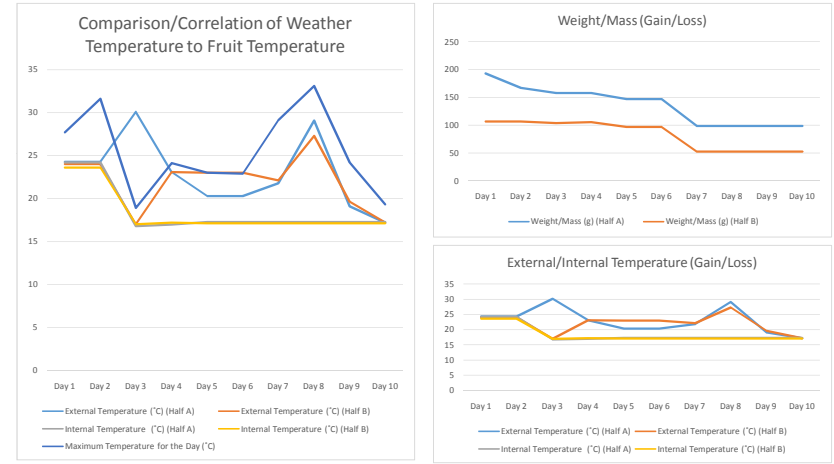 Comparison/Correlation of Weather
Temperature to Fruit Temperature
35
30
25
20
15
10
5
0
Day 1 Day 2 Day 3 Day 4 Day 5 Day 6 Day 7 Day 8 Day 9 Day 10
External Temperature (˚C) (Half A) External Temperature (˚C) (Half B)
Internal Temperature (˚C) (Half A) Internal Temperature (˚C) (Half B)
Maximum Temperature for the Day (˚C)
Weight/Mass (Gain/Loss)
250
200
150
100
50
0
Day 1 Day 2 Day 3 Day 4 Day 5 Day 6 Day 7 Day 8 Day 9 Day 10
Weight/Mass (g) (Half A) Weight/Mass (g) (Half B)
External/Internal Temperature (Gain/Loss)
35
30
25
20
15
10
5
0
Day 1 Day 2 Day 3 Day 4 Day 5 Day 6 Day 7 Day 8 Day 9 Day 10
External Temperature (˚C) (Half A) External Temperature (˚C) (Half B)
Internal Temperature (˚C) (Half A) Internal Temperature (˚C) (Half B)